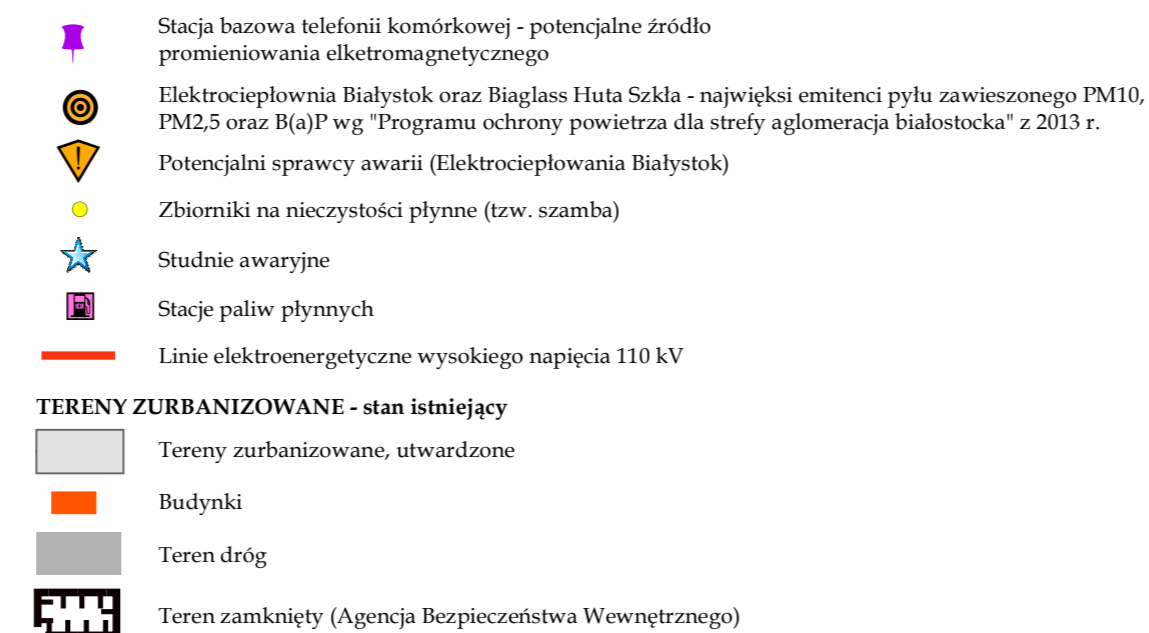 Stacja bazowa telefonii komórkowej - potencjalne źródło
promieniowania elketromagnetycznego
Elektrociepłownia Białystok oraz Biaglass Huta Szkła - najwięksi emitenci pyłu zawieszonego PM10,
PM2,5 oraz B(a)P wg "Programu ochrony powietrza dla strefy aglomeracja białostocka" z 2013 r.
Potencjalni sprawcy awarii (Elektrociepłowania Białystok)
Zbiorniki na nieczystości płynne (tzw. szamba)
Studnie awaryjne
Stacje paliw płynnych
Linie elektroenergetyczne wysokiego napięcia 110 kV
TERENY ZURBANIZOWANE - stan istniejący
Tereny zurbanizowane, utwardzone
Budynki
Teren dróg
Teren zamknięty (Agencja Bezpieczeństwa Wewnętrznego)